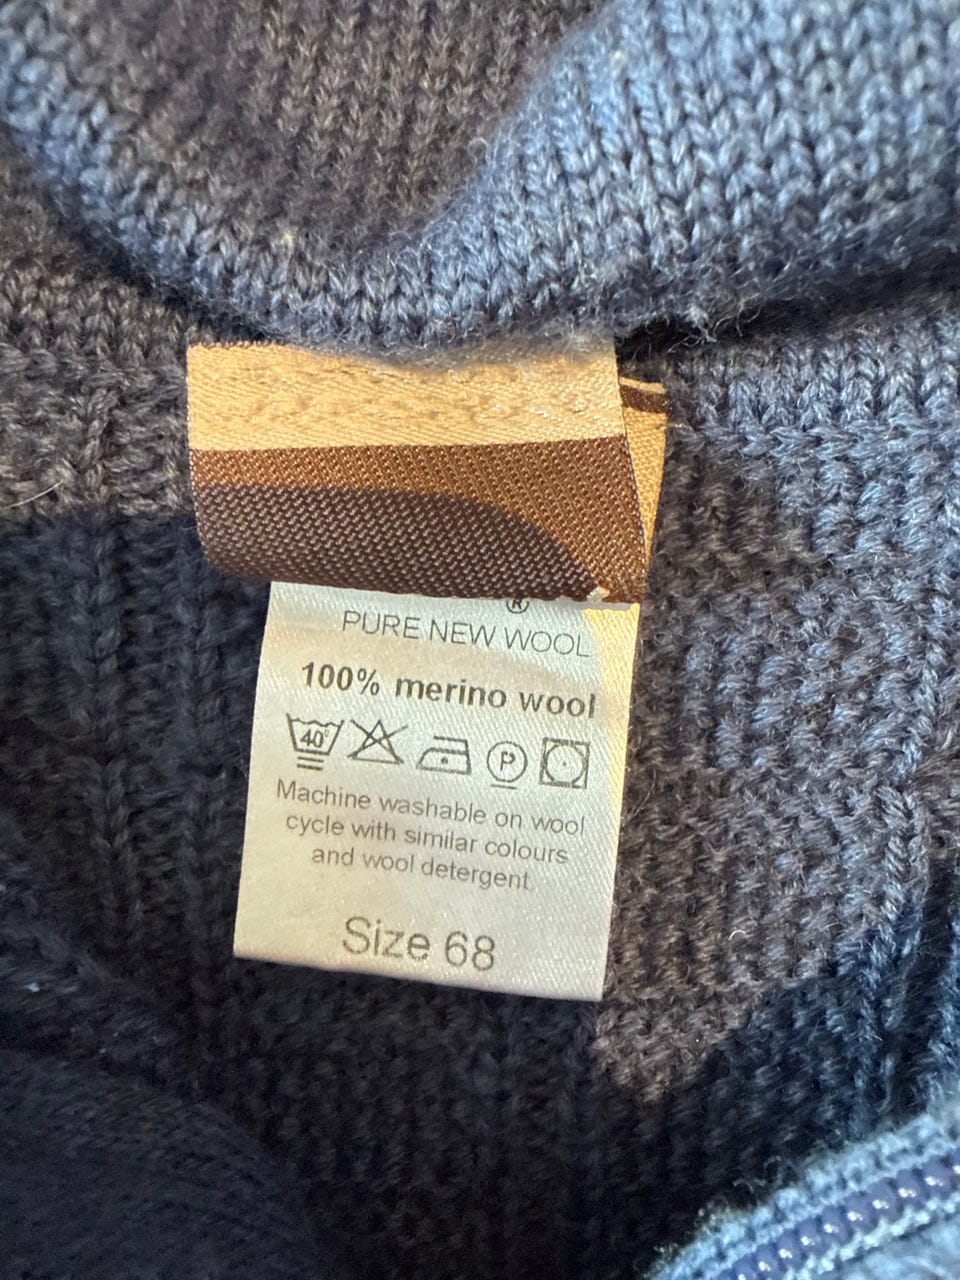 ®
PURE NEW WOOL
100% merino wool
40°
P
Machine washable on wool
cycle with similar colours
and wool detergent
Size 68